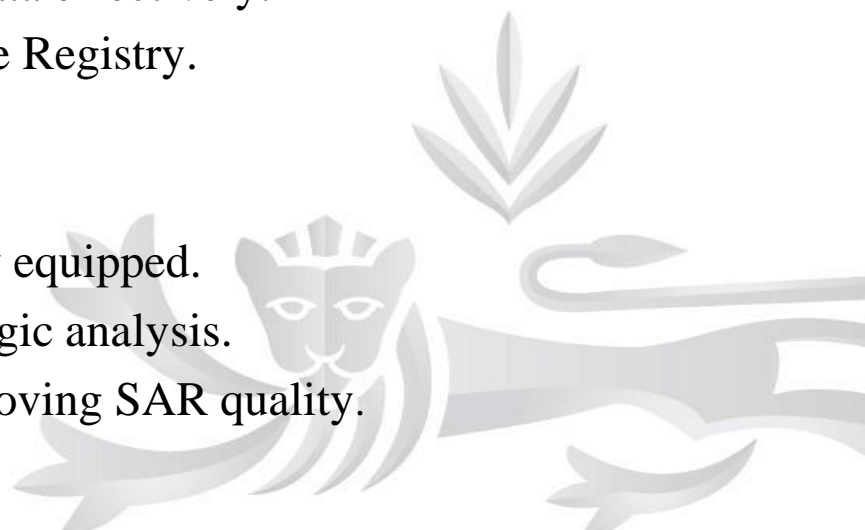 e Registry.
equipped.
gic analysis.
oving SAR quality.